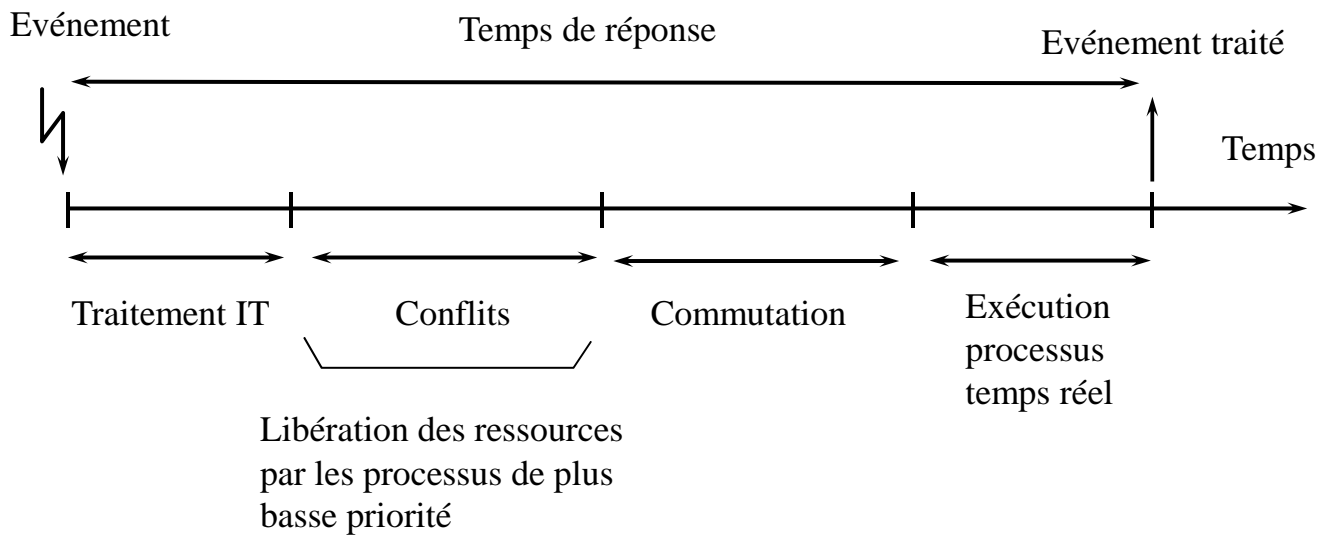 Evénement
Temps de réponse
Evénement traité
Temps
Traitement IT
Conflits
Commutation
Exécution
processus
temps réel
Libération des ressources
par les processus de plus
basse priorité